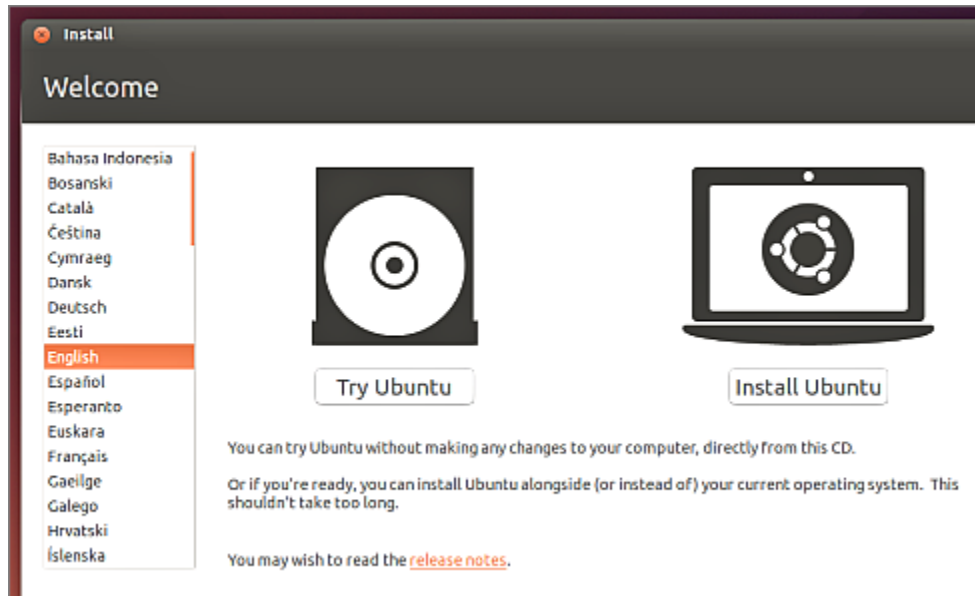 Install
Welcome
Bahasa Indonesia
Bosanski
Català
Čeština
Cymraeg
Dansk
Deutsch
Eesti
English
Español
Esperanto
Euskara
Français
Gaeilge
Galego
Hrvatski
Íslenska
Try Ubuntu
Install Ubuntu
You can try Ubuntu without making any changes to your computer, directly from this CD.
Or if you're ready, you can install Ubuntu alongside (or instead of) your current operating system. This
shouldn't take too long.
You may wish to read the release notes.